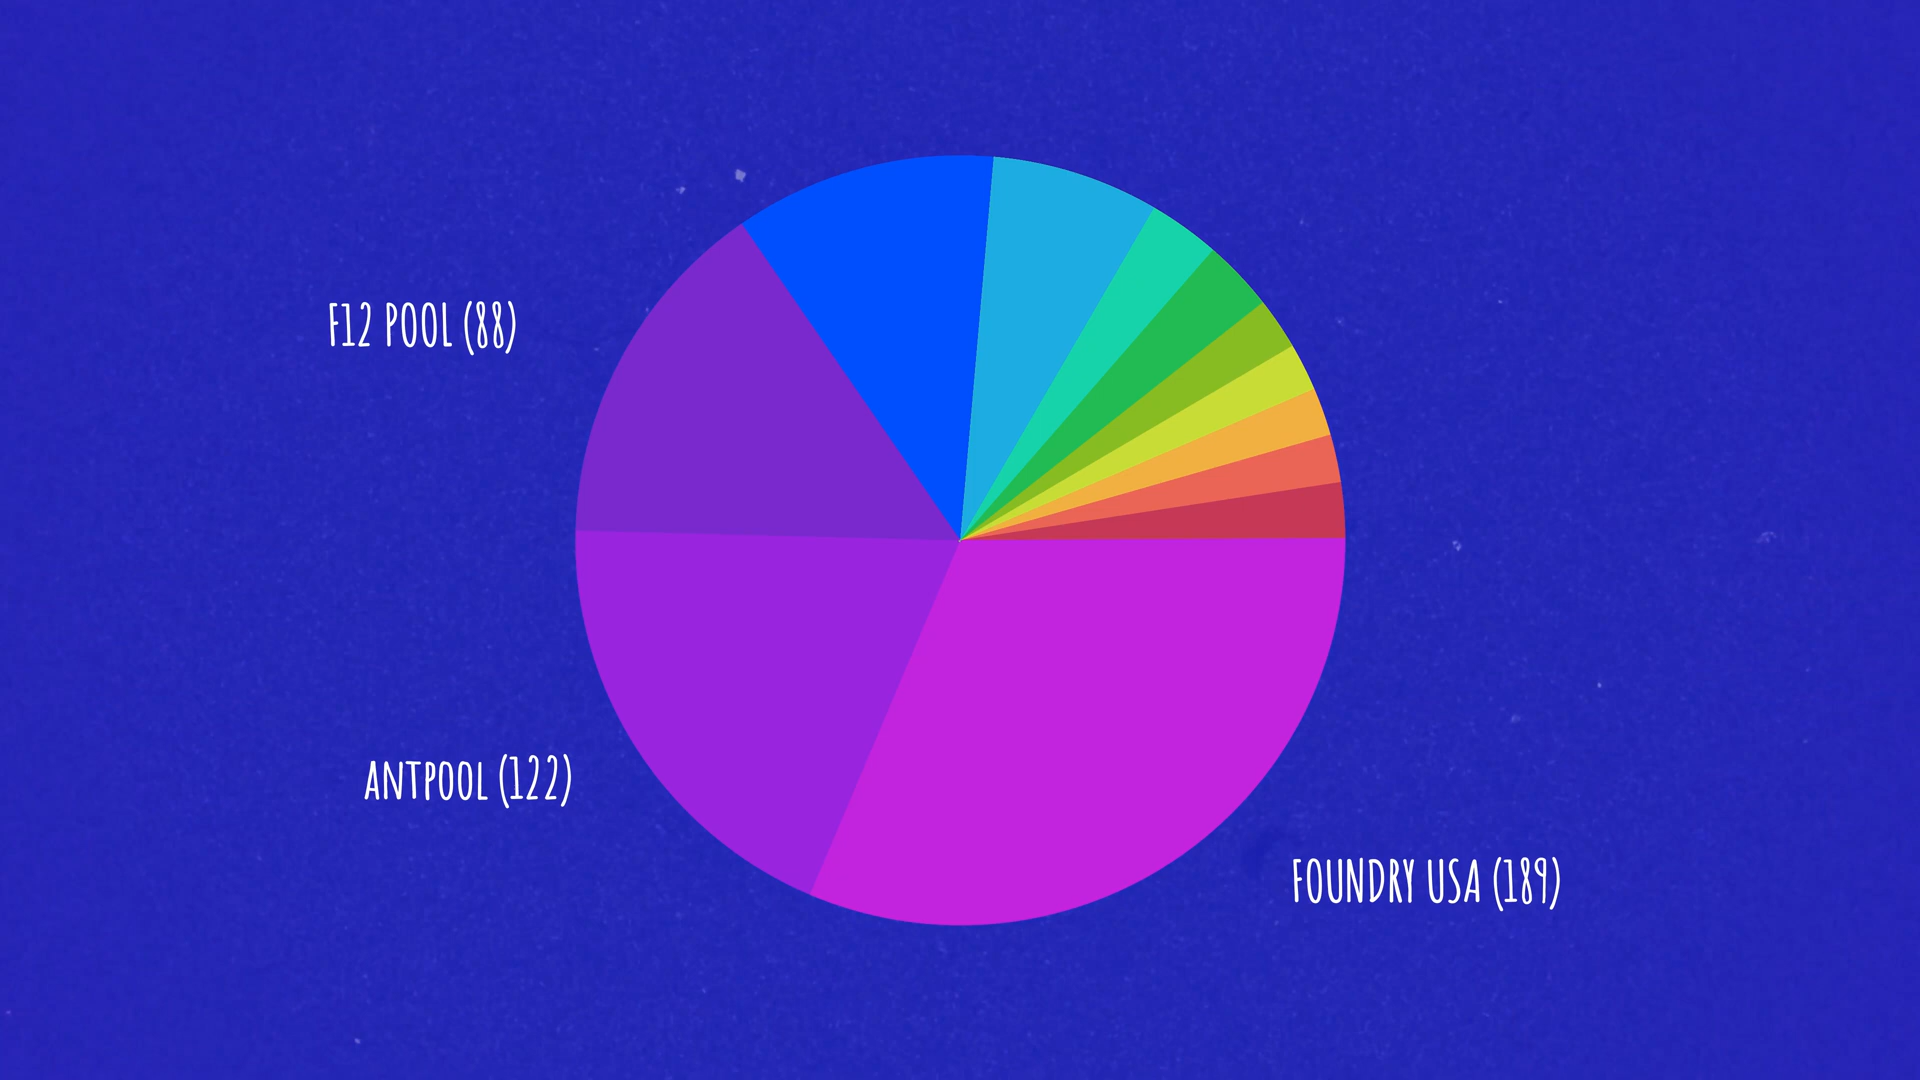 F12 POOL (88)
ANTPOOL (122)
FOUNDRY USA (189)